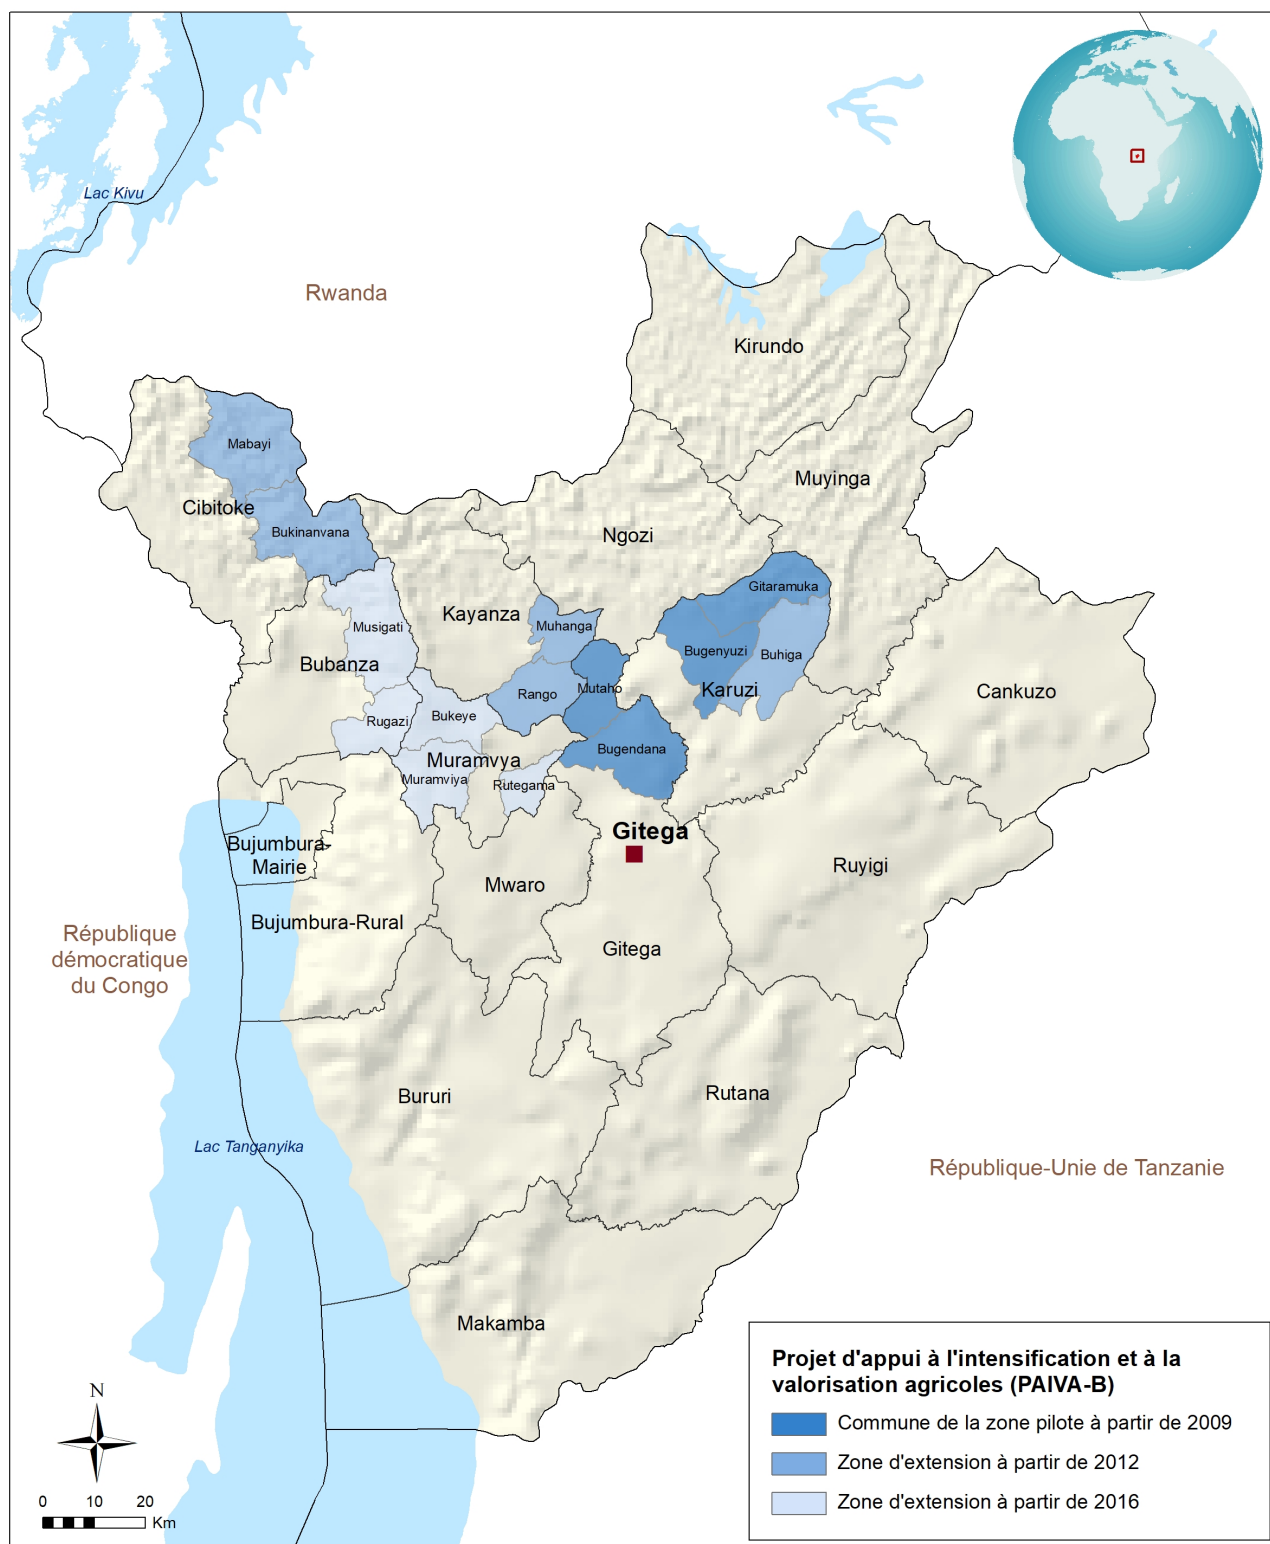 Lac Kivu
Rwanda
Kirundo
Mabayi
Muyinga
Cibitoke
Bukinanvana
Ngozi
Gitaramuka
Kayanza
Musigati
Muhanga
Bugenyuzi
Buhiga
Bubanza
Mutaho
Karuzi
Cankuzo
Rango
Rugazi
Bukeye
Bugendana
Muramvya
Muramviya
Rutegama
Gitega
Bujumbura-
Mairie
Ruyigi
Mwaro
Bujumbura-Rural
République
démocratique
du Congo
Gitega
Bururi
Rutana
Lac Tanganyika
République-Unie de Tanzanie
Makamba
Projet d'appui à l'intensification et à la
valorisation agricoles (PAIVA-B)
Commune de la zone pilote à partir de 2009
Zone d'extension à partir de 2012
Zone d'extension à partir de 2016
N
0 10 20
Km